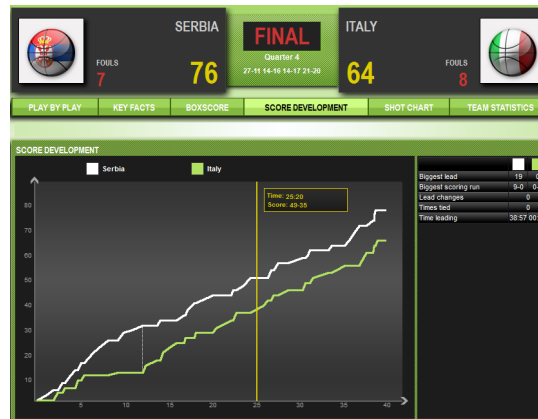 SERBIA
ITALY
FINAL
Quarter 4
27-11 14-16 14-17 21-20
FOULS
7
76
64
FOULS
8
PLAY BY PLAY
KEY FACTS
BOXSCORE
SCORE DEVELOPMENT
SHOT CHART
TEAM STATISTICS
SCORE DEVELOPMENT
Serbia
Italy
Time: 25:20
Score: 49-35
80
70
60
50
40
30
20
10
5
10
15
20
25
30
35
40
Biggest lead 19
Biggest scoring run 9-0
Lead changes 0
Times tied 0
Time leading 38:57